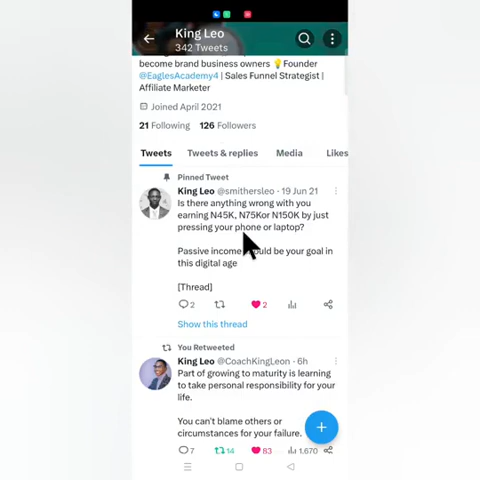 King Leo
342 Tweets
become brand business owners 💡Founder
@EaglesAcademy4 | Sales Funnel Strategist |
Affiliate Marketer
Joined April 2021
21 Following 126 Followers
Tweets Tweets & replies Media Likes
Pinned Tweet
King Leo @smithersleo · 19 Jun 21
Is there anything wrong with you
earning N45K, N75Kor N150K by just
pressing your phone or laptop?
Passive income should be your goal in
this digital age
[Thread]
2 2
Show this thread
You Retweeted
King Leo @CoachKingLeon · 6h
Part of growing to maturity is learning
to take personal responsibility for your
life.
You can't blame others or
circumstances for your failure.
7 14 83 1.670